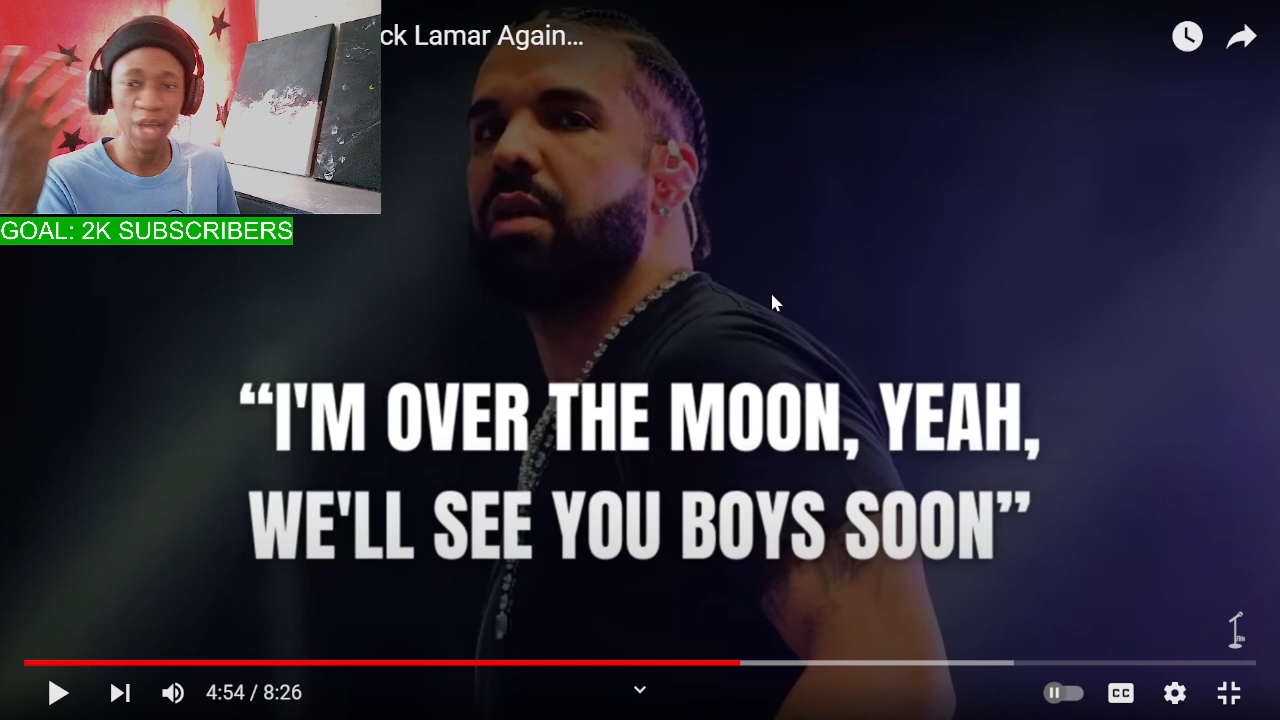 ck Lamar Again...
GOAL: 2K SUBSCRIBERS
“I'M OVER THE MOON, YEAH,
WE'LL SEE YOU BOYS SOON”
4:54 / 8:26
CC